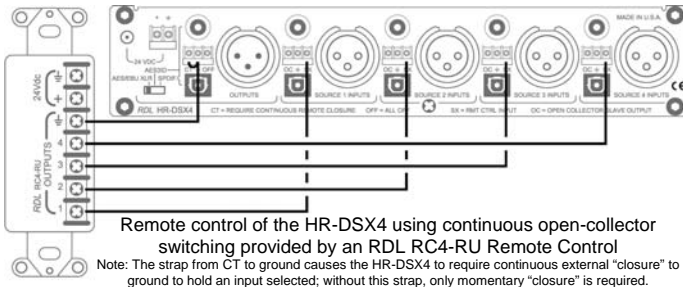 MADE IN U.S.A.
24 VDC
AES3ID
AES/EBU XLR SPDIF
CT OFF
OC +
OC +
OC +
OC +
OUTPUTS
SOURCE 1 INPUTS
SOURCE 2 INPUTS
SOURCE 3 INPUTS
SOURCE 4 INPUTS
RDL HR-DSX4
CT = REQUIRE CONTINUOUS REMOTE CLOSURE
OFF = ALL OFF
SX = RMT CTRL INPUT
OC = OPEN COLLECTOR SLAVE OUTPUT
24Vdc
+
OUTPUTS
4
3
2
1
RDL RC4-RU
Remote control of the HR-DSX4 using continuous open-collector
switching provided by an RDL RC4-RU Remote Control
Note: The strap from CT to ground causes the HR-DSX4 to require continuous external “closure” to
ground to hold an input selected; without this strap, only momentary “closure” is required.